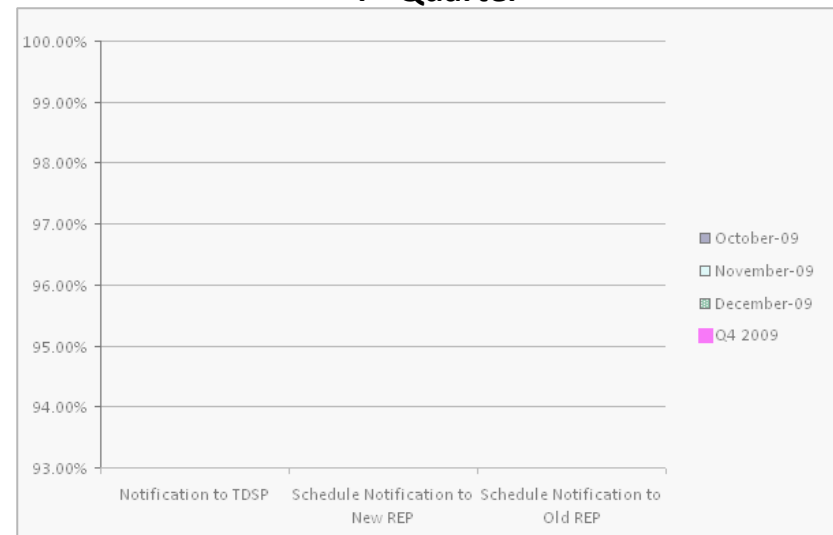 Quarter
100.00%
99.00%
98.00%
97.00%
96.00%
95.00%
94.00%
93.00%
Notification to TDSP
Schedule Notification to
New REP
Schedule Notification to
Old REP
October-09
November-09
December-09
Q4 2009